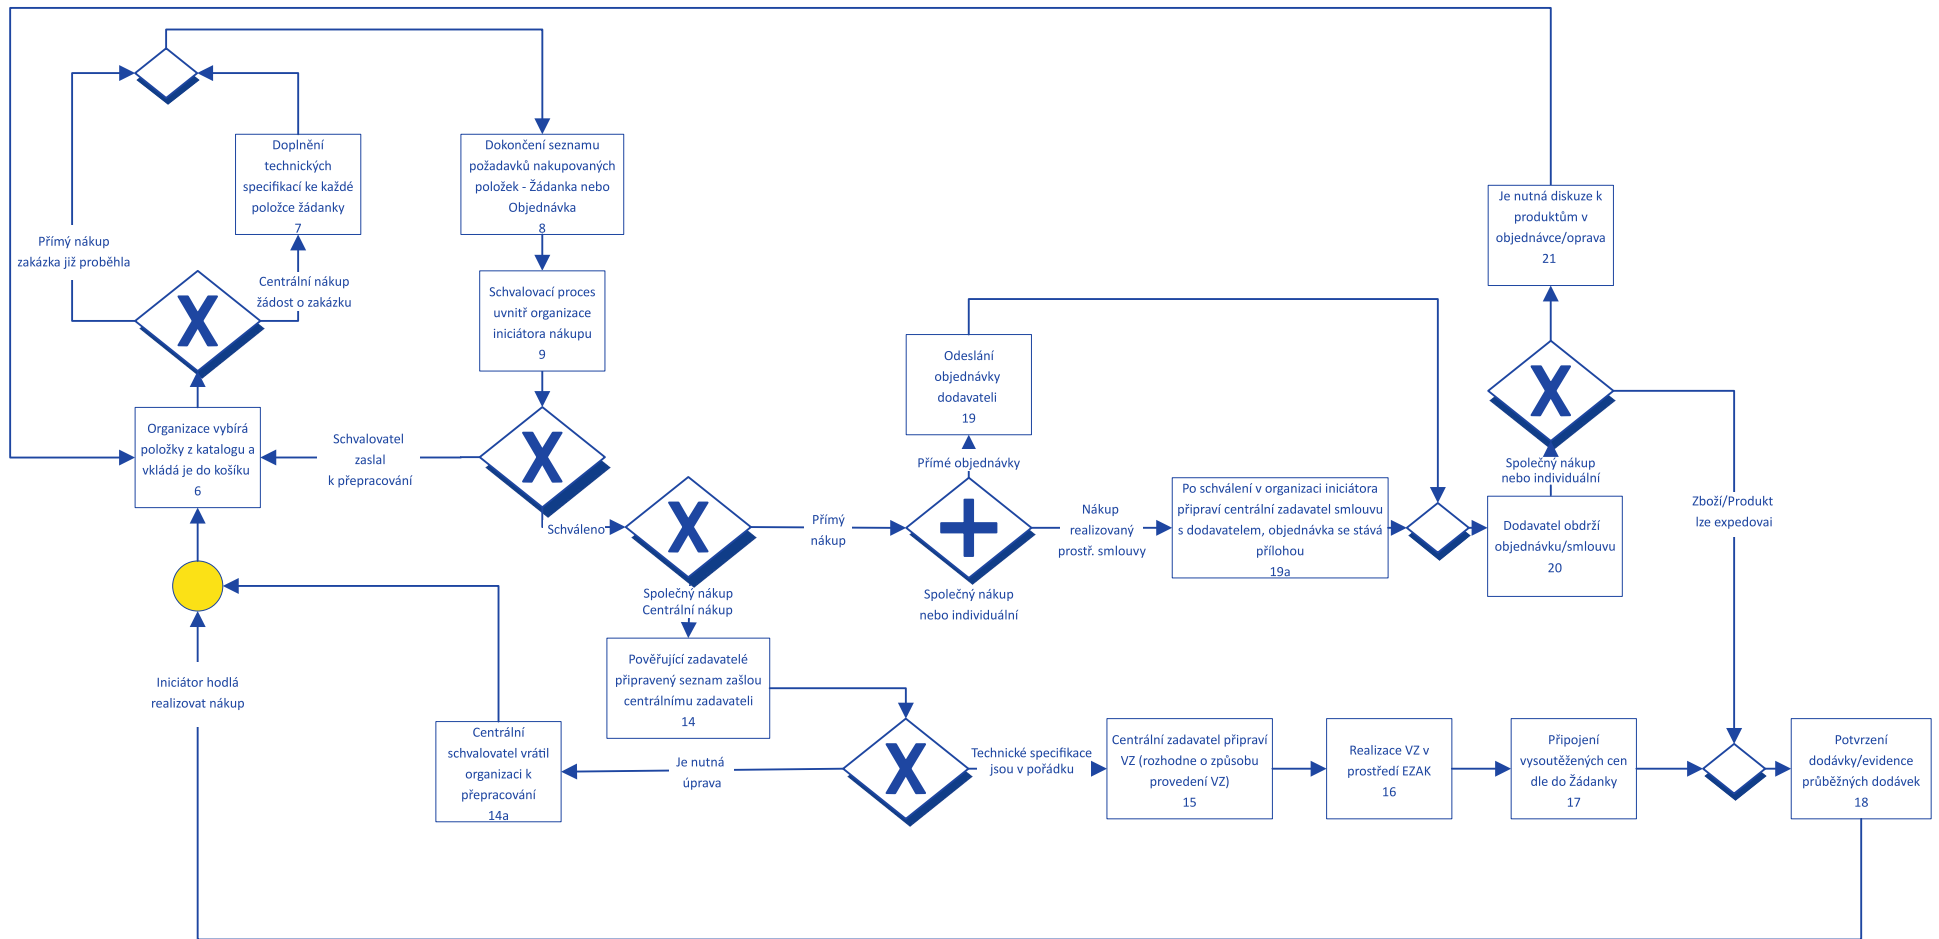 Doplnění
technických
specifikací ke každé
položce žádanky
7
Dokončení seznamu
požadavků nakupovaných
položek - Žádanka nebo
Objednávka
8
Přímý nákup
zakázka již proběhla
Centrální nákup
žádost o zakázku
X
Schvalovací proces
uvnitř organizace
iniciátora nákupu
9
Je nutná diskuze k
produktům v
objednávce/oprava
21
Odeslání
objednávky
dodavateli
19
X
Organizace vybírá
položky z katalogu a
vkládá je do košíku
6
Schvalovatel
zaslal
k přepracování
X
Schváleno
X
Přímý
nákup
Přímé objednávky
Společný nákup
nebo individuální
Nákup
realizovaný
prostř. smlouvy
Po schválení v organizaci iniciátora
připraví centrální zadavatel smlouvu
s dodavatelem, objednávka se stává
přílohou
19a
Společný nákup
nebo individuální
Dodavatel obdrží
objednávku/smlouvu
20
Zboží/Produkt
lze expedovai
Společný nákup
Centrální nákup
Pověřující zadavatelé
připravený seznam zašlou
centrálnímu zadavateli
14
Iniciátor hodlá
realizovat nákup
Centrální
schvalovatel vrátil
organizaci k
přepracování
14a
Je nutná
úprava
X
Technické specifikace
jsou v pořádku
Centrální zadavatel připraví
VZ (rozhodne o způsobu
provedení VZ)
15
Realizace VZ v
prostředí EZAK
16
Připojení
vysoutěžených cen
dle do Žádanky
17
Potvrzení
dodávky/evidence
průběžných dodávek
18